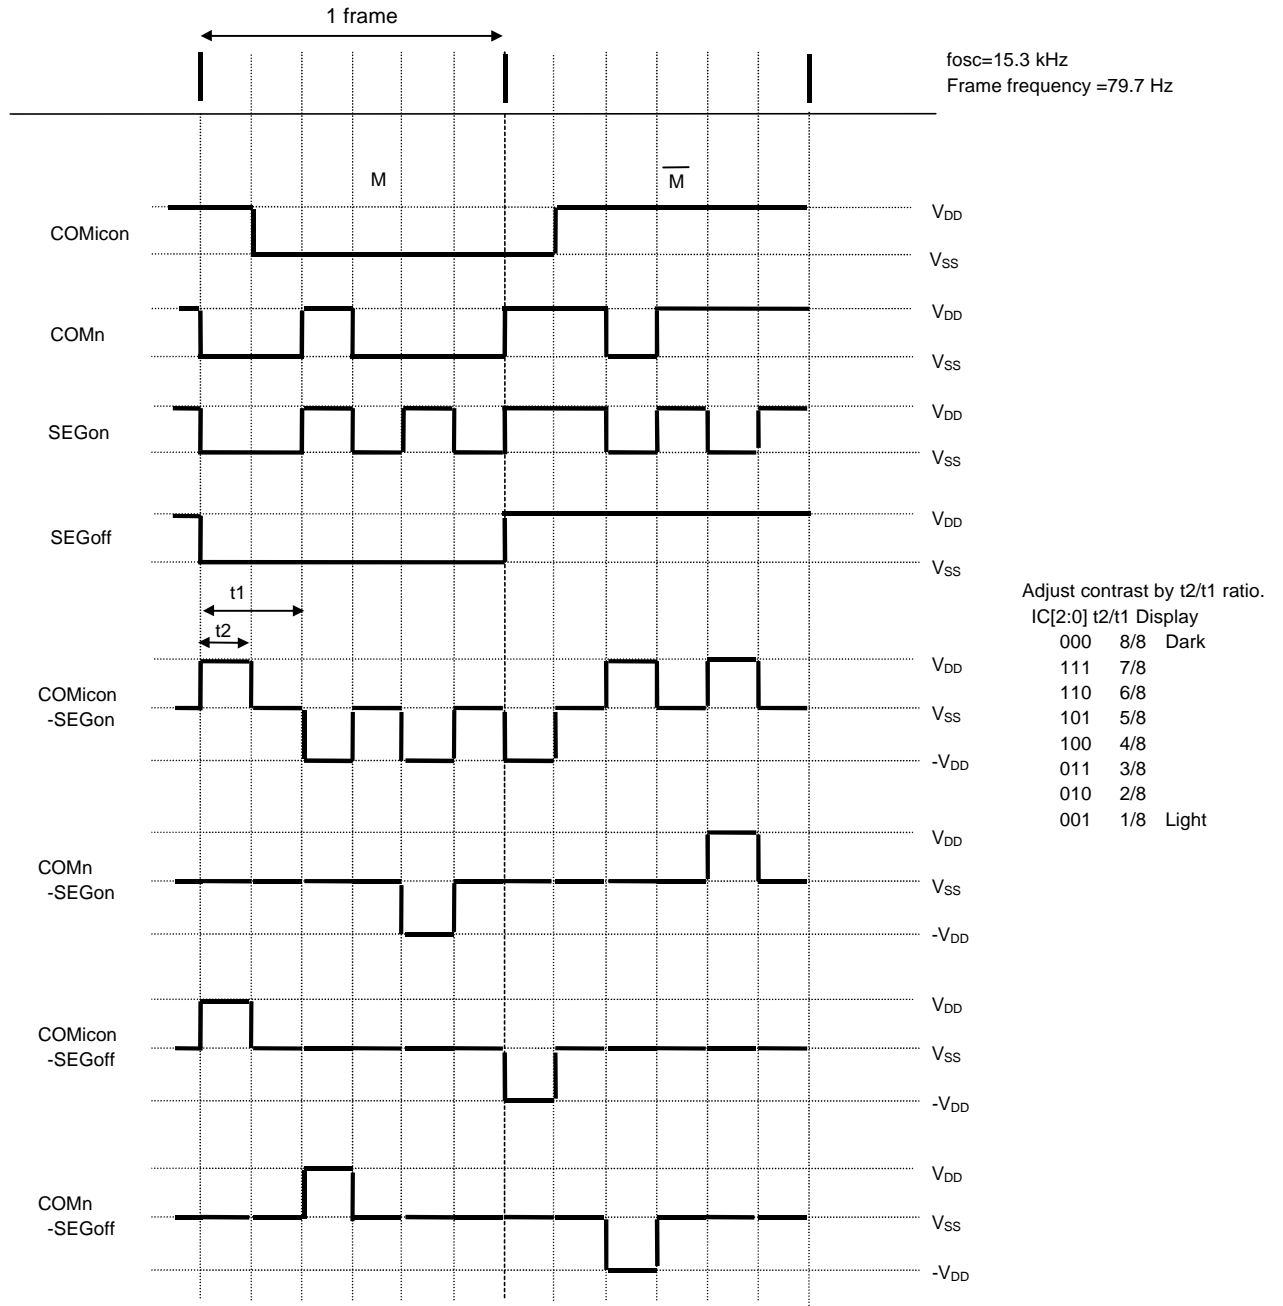 1 frame
fosc=15.3 kHz
Frame frequency =79.7 Hz
M
M
COMicon
VDD
VSS
COMn
VDD
VSS
SEGon
VDD
VSS
SEGoff
VDD
VSS
t1
t2
Adjust contrast by t2/t1 ratio.
IC[2:0] t2/t1 Display
000 8/8 Dark
111 7/8
110 6/8
101 5/8
100 4/8
011 3/8
010 2/8
001 1/8 Light
COMicon
-SEGon
VDD
VSS
-VDD
COMn
-SEGon
VDD
VSS
-VDD
COMicon
-SEGoff
VDD
VSS
-VDD
COMn
-SEGoff
VDD
VSS
-VDD